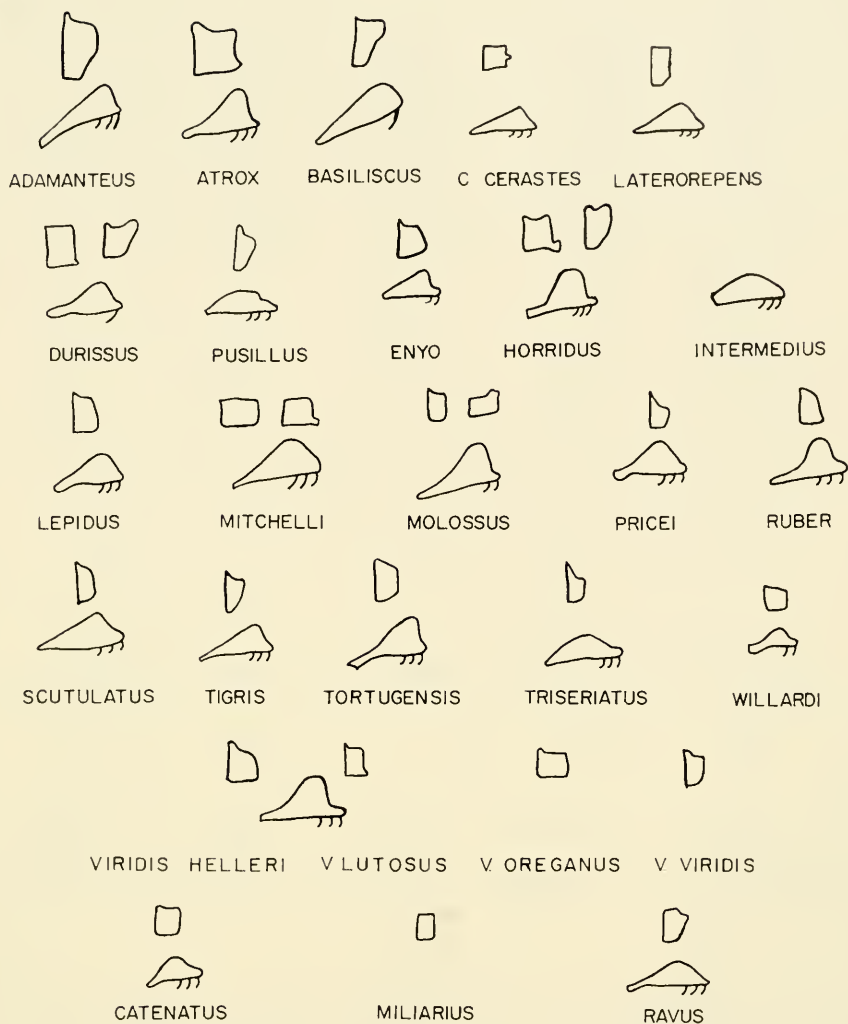 ADAMANTEUS ATROX BASILISCUS C CERASTES LATEROREPENS
DURISSUS PUSILLUS ENYO HORRIDUS INTERMEDIUS
LEPIDUS MITCHELLI MOLOSSUS PRICEI RUBER
SCUTULATUS TIGRIS TORTUGENSIS TRISERIATUS WILLARDI
VIRIDIS HELLERI V LUTOSUS V. OREGANUS V. VIRIDIS
CATENATUS MILIARIUS RAVUS